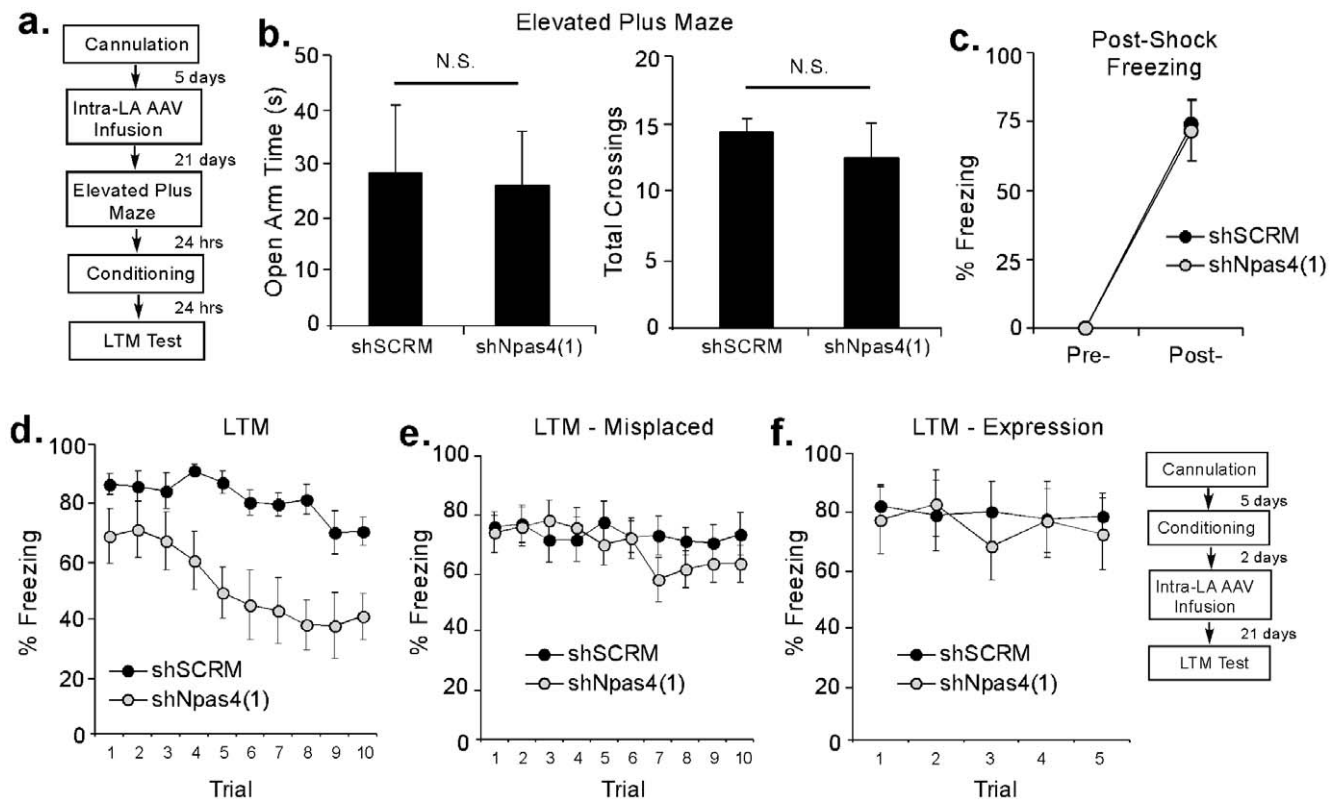 a.
Cannulation
5 days
Intra-LA AAV
Infusion
21 days
Elevated Plus
Maze
24 hrs
Conditioning
24 hrs
LTM Test
b.
Elevated Plus Maze
50
40
30
20
10
0
Open Arm Time (s)
N.S.
shSCRM
shNpas4(1)
20
15
10
5
0
Total Crossings
N.S.
shSCRM
shNpas4(1)
c.
Post-Shock
Freezing
100
75
50
25
0
% Freezing
shSCRM
shNpas4(1)
Pre-
Post-
d.
LTM
100
80
60
40
20
0
% Freezing
shSCRM
shNpas4(1)
1 2 3 4 5 6 7 8 9 10
Trial
e.
LTM - Misplaced
100
80
60
40
20
0
% Freezing
shSCRM
shNpas4(1)
1 2 3 4 5 6 7 8 9 10
Trial
f.
LTM - Expression
100
80
60
40
20
0
% Freezing
shSCRM
shNpas4(1)
1 2 3 4 5
Trial
Cannulation
5 days
Conditioning
2 days
Intra-LA AAV
Infusion
21 days
LTM Test